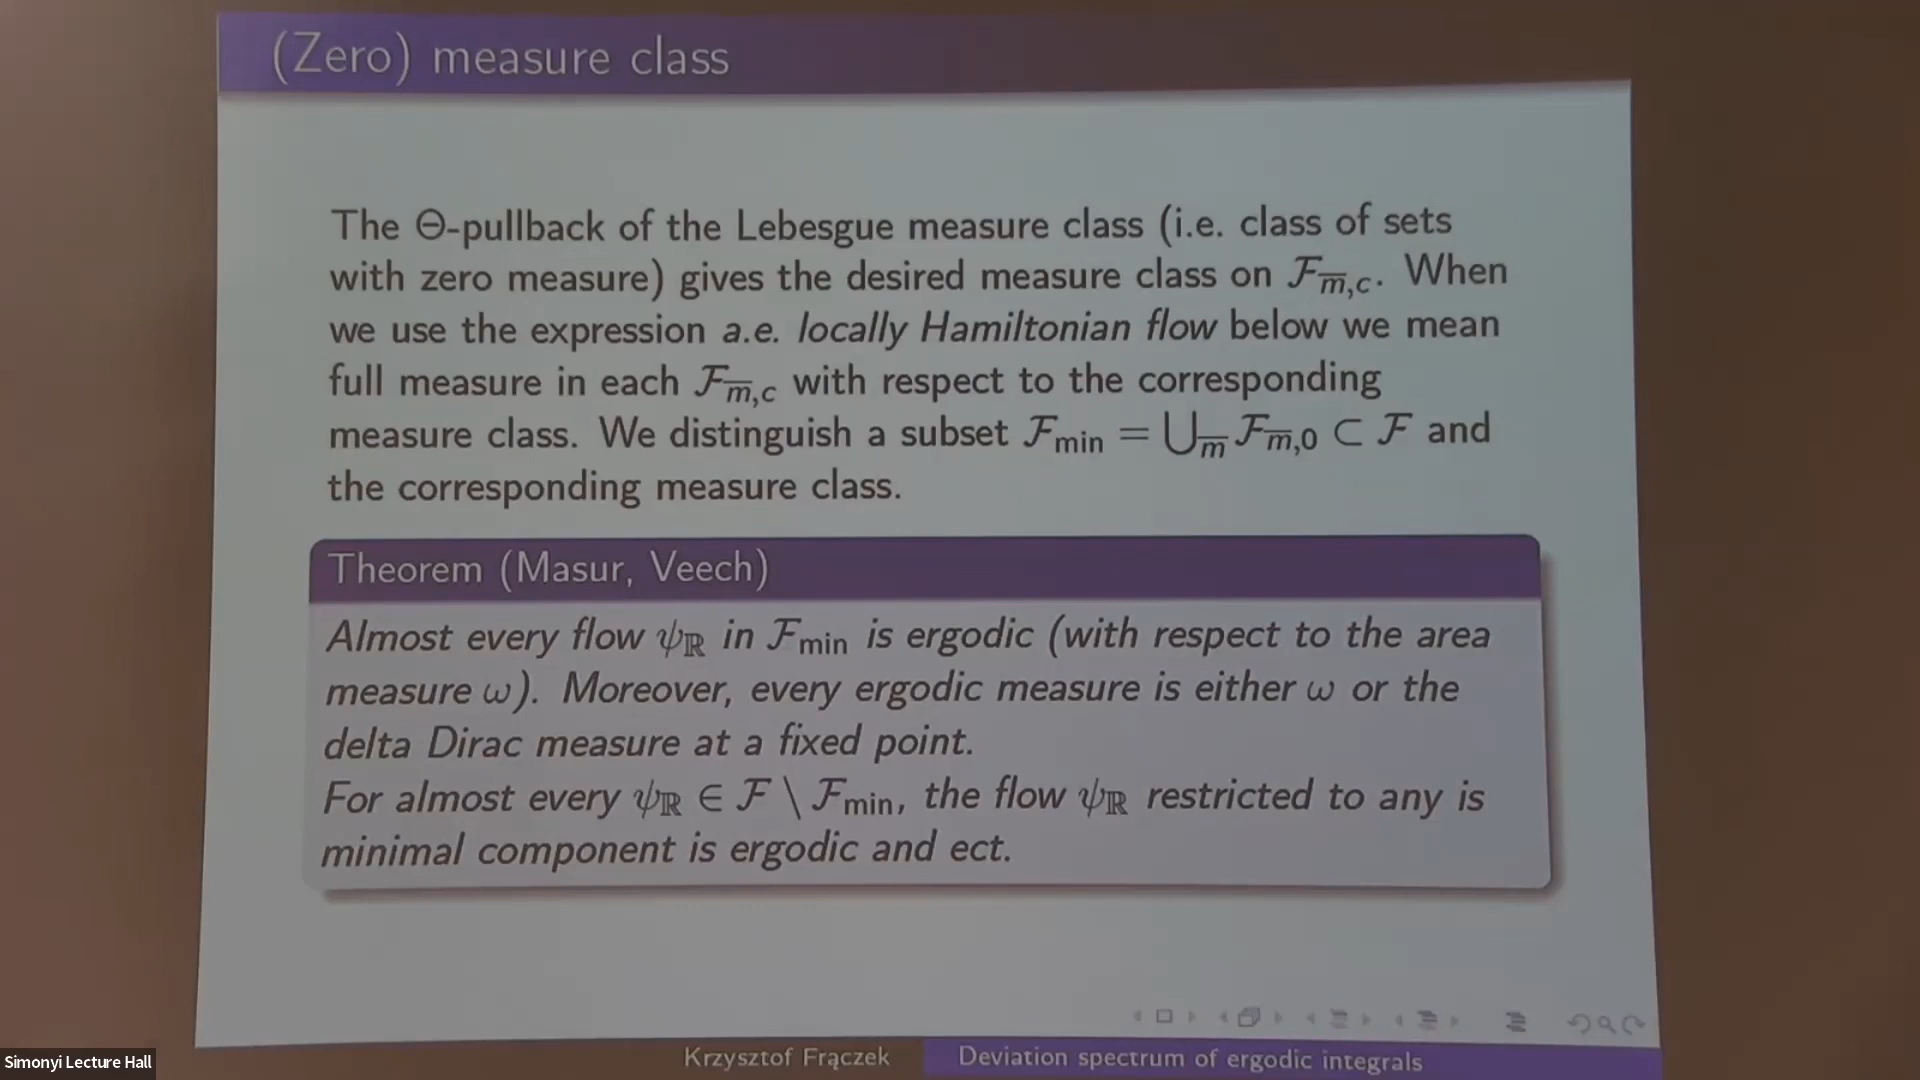 (Zero) measure class
The Θ-pullback of the Lebesgue measure class (i.e. class of sets
with zero measure) gives the desired measure class on 𝓕_{m̅,c}. When
we use the expression a.e. locally Hamiltonian flow below we mean
full measure in each 𝓕_{m̅,c} with respect to the corresponding
measure class. We distinguish a subset 𝓕_min = ⋃_{m̅} 𝓕_{m̅,0} ⊂ 𝓕 and
the corresponding measure class.
Theorem (Masur, Veech)
Almost every flow ψ_ℝ in 𝓕_min is ergodic (with respect to the area
measure ω). Moreover, every ergodic measure is either ω or the
delta Dirac measure at a fixed point.
For almost every ψ_ℝ ∈ 𝓕 \ 𝓕_min, the flow ψ_ℝ restricted to any is
minimal component is ergodic and ect.
Krzysztof Frączek Deviation spectrum of ergodic integrals
Simonyi Lecture Hall